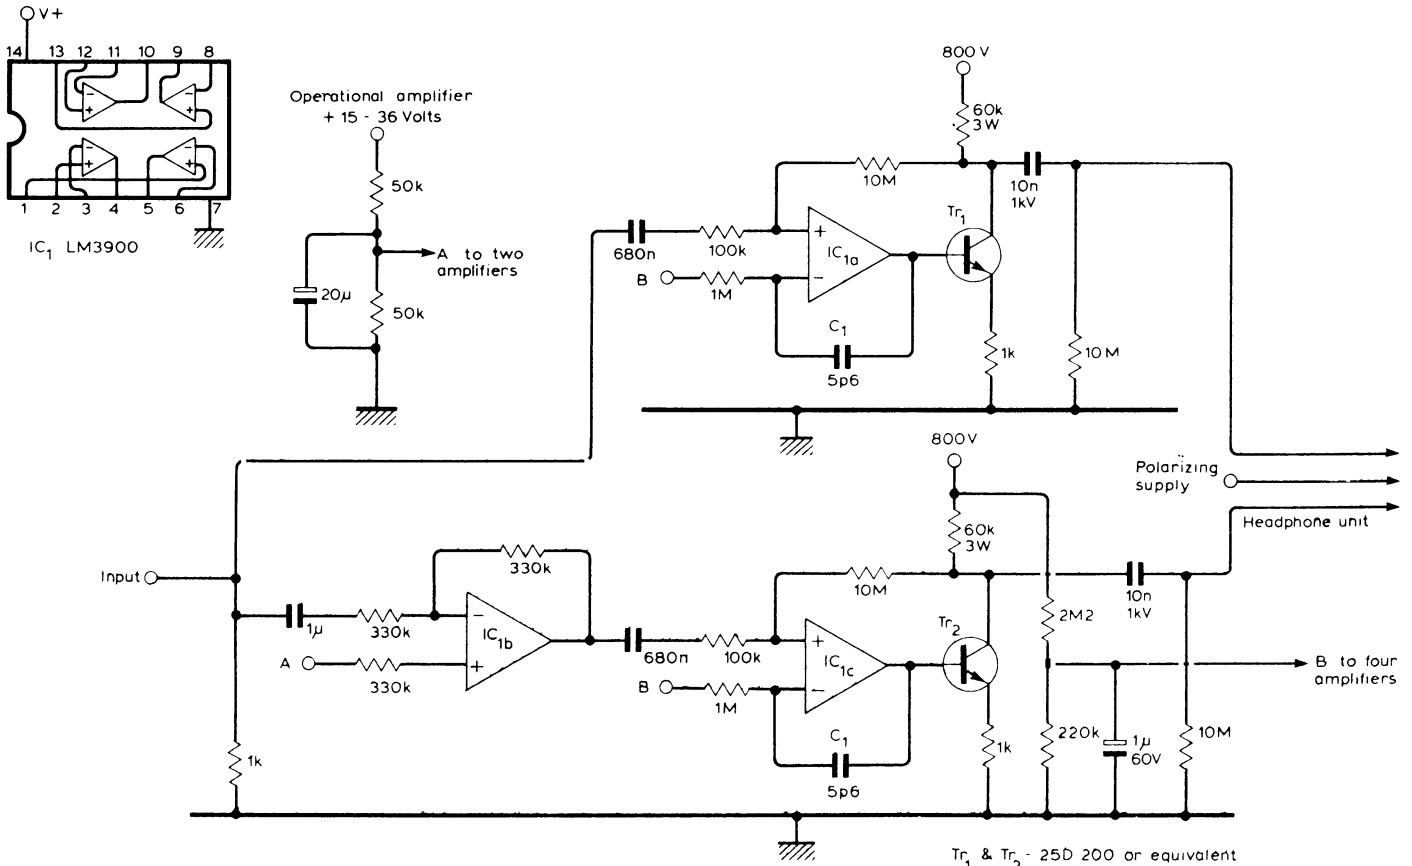 V+
14 13 12 11 10 9 8
1 2 3 4 5 6 7
IC1 LM3900
Operational amplifier
+ 15 - 36 Volts
50k
A to two
amplifiers
20µ
50k
800 V
60k
3W
10M
10n
1kV
Tr1
680n
100k
+
IC1a
−
B
1M
C1
5p6
1k
10M
800V
Polarizing
supply
60k
3W
Headphone unit
Input
330k
10M
10n
1kV
2M2
1µ
330k
−
IC1b
+
680n
100k
+
IC1c
−
Tr2
A
330k
B
1M
B to four
amplifiers
C1
5p6
1k
1k
220k
1µ
60V
10M
Tr1 & Tr2 - 25D 200 or equivalent